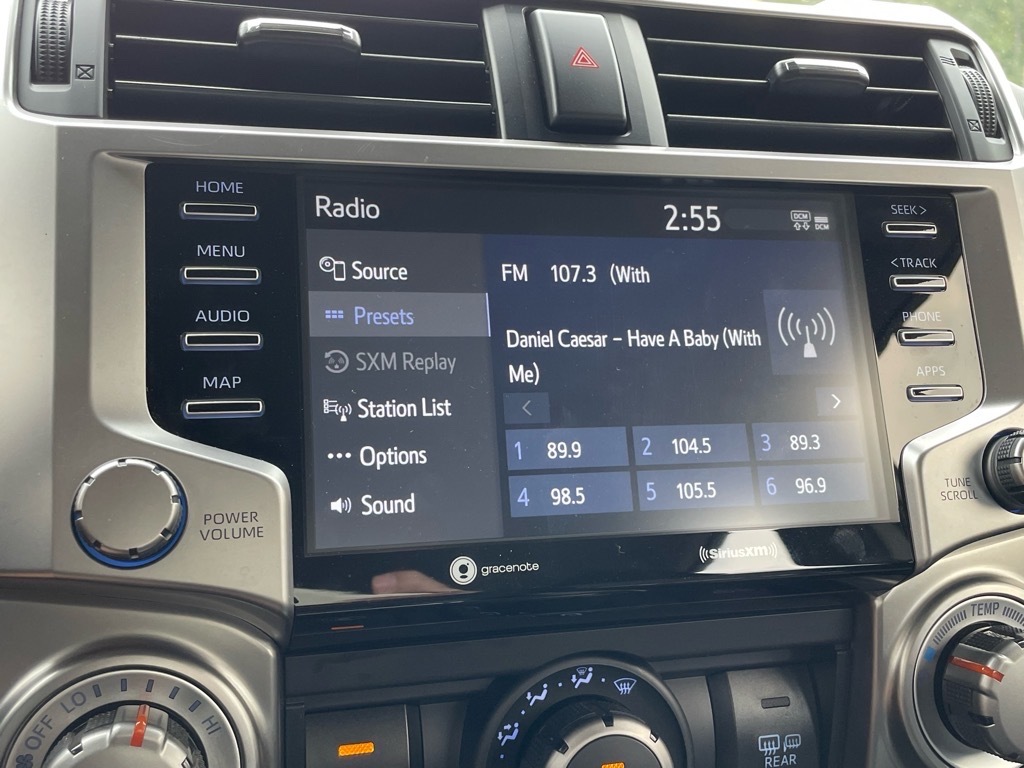 HOME
MENU
AUDIO
MAP
POWER
VOLUME
Radio
2:55
DCM
DCM
Source
Presets
SXM Replay
Station List
Options
Sound
FM 107.3 (With
Daniel Caesar – Have A Baby (With
Me)
<
>
1 89.9
2 104.5
3 89.3
4 98.5
5 105.5
6 96.9
SEEK >
< TRACK
PHONE
APPS
TUNE
SCROLL
gracenote
((SiriusXM))
OFF
LO
HI
TEMP
REAR